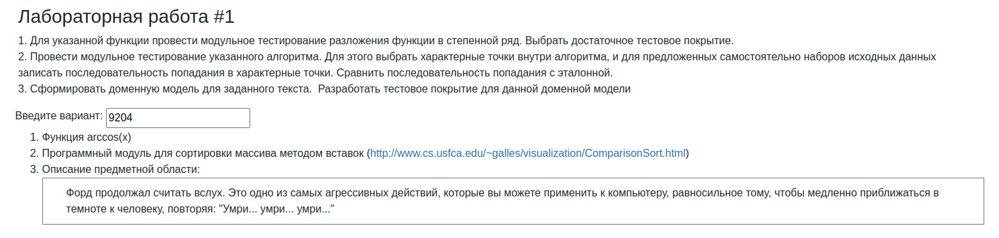 Лабораторная работа #1
1. Для указанной функции провести модульное тестирование разложения функции в степенной ряд. Выбрать достаточное тестовое покрытие.
2. Провести модульное тестирование указанного алгоритма. Для этого выбрать характерные точки внутри алгоритма, и для предложенных самостоятельно наборов исходных данных
записать последовательность попадания в характерные точки. Сравнить последовательность попадания с эталонной.
3. Сформировать доменную модель для заданного текста. Разработать тестовое покрытие для данной доменной модели
Введите вариант: 9204
1. Функция arccos(x)
2. Программный модуль для сортировки массива методом вставок (http://www.cs.usfca.edu/~galles/visualization/ComparisonSort.html)
3. Описание предметной области:
Форд продолжал считать вслух. Это одно из самых агрессивных действий, которые вы можете применить к компьютеру, равносильное тому, чтобы медленно приближаться в
темноте к человеку, повторяя: "Умри... умри... умри..."